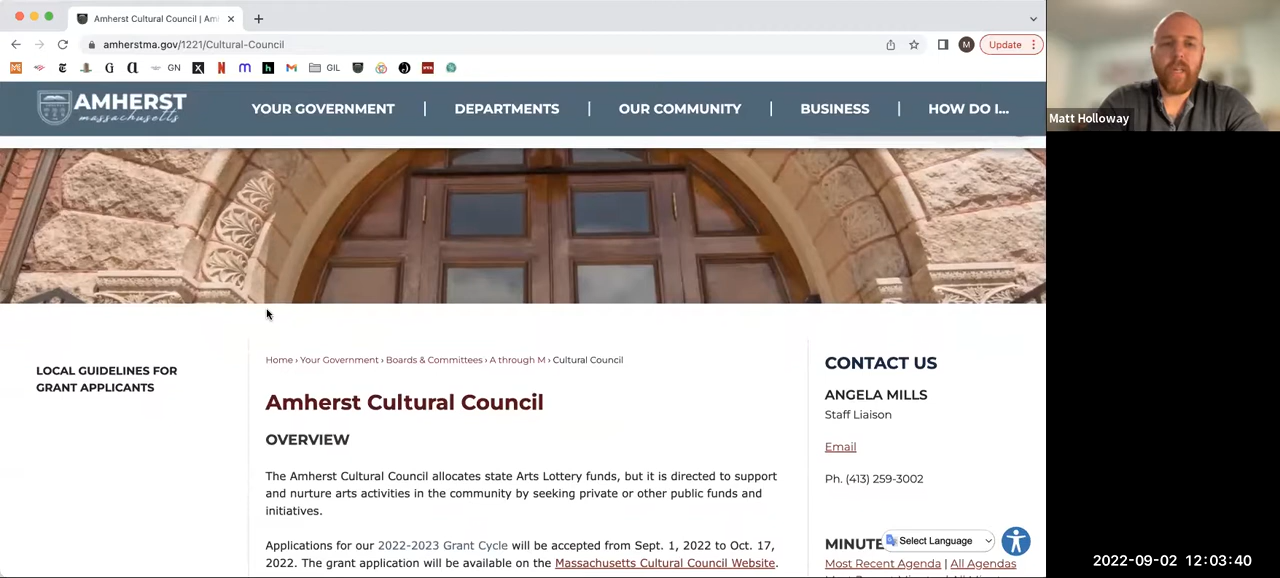 Amherst Cultural Council | Am
amherstma.gov/1221/Cultural-Council
M
Update
GN
GIL
AMHERST
massachusetts
YOUR GOVERNMENT | DEPARTMENTS | OUR COMMUNITY | BUSINESS | HOW DO I...
Matt Holloway
LOCAL GUIDELINES FOR
GRANT APPLICANTS
Home › Your Government › Boards & Committees › A through M › Cultural Council
Amherst Cultural Council
OVERVIEW
The Amherst Cultural Council allocates state Arts Lottery funds, but it is directed to support
and nurture arts activities in the community by seeking private or other public funds and
initiatives.
Applications for our 2022-2023 Grant Cycle will be accepted from Sept. 1, 2022 to Oct. 17,
2022. The grant application will be available on the Massachusetts Cultural Council Website.
CONTACT US
ANGELA MILLS
Staff Liaison
Email
Ph. (413) 259-3002
MINUTE
Select Language
Most Recent Agenda | All Agendas
2022-09-02 12:03:40